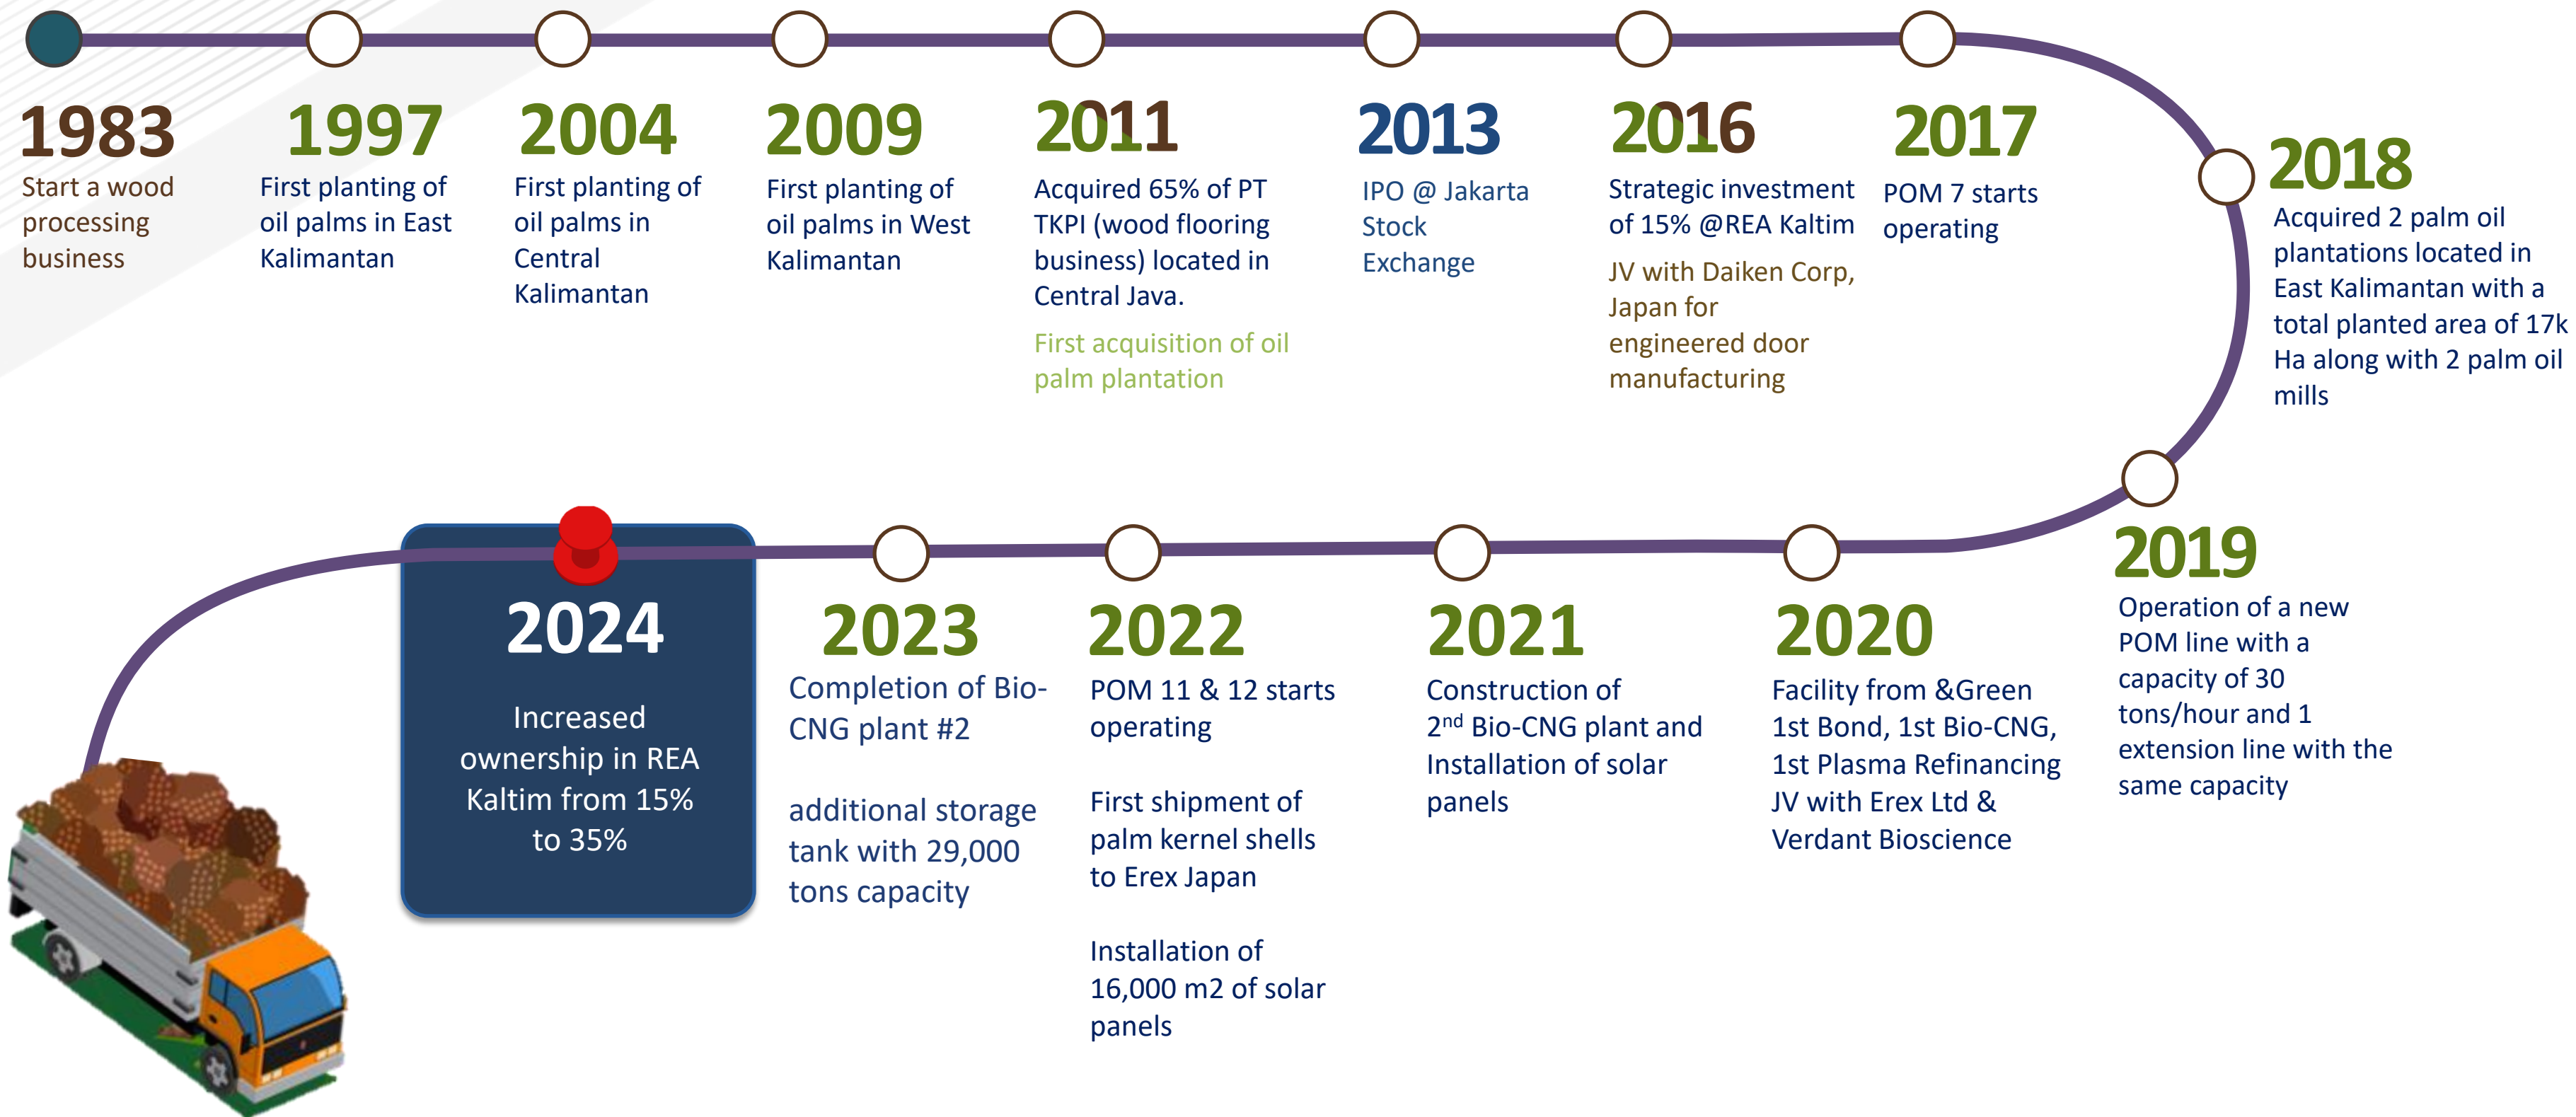 1983
Start a wood
processing
business
1997
First planting of
oil palms in East
Kalimantan
2004
First planting of
oil palms in
Central
Kalimantan
2009
First planting of
oil palms in West
Kalimantan
2011
Acquired 65% of PT
TKPI (wood flooring
business) located in
Central Java.
First acquisition of oil
palm plantation
2013
IPO @ Jakarta
Stock
Exchange
2016
Strategic investment
of 15% @REA Kaltim
JV with Daiken Corp,
Japan for
engineered door
manufacturing
2017
POM 7 starts
operating
2018
Acquired 2 palm oil
plantations located in
East Kalimantan with a
total planted area of 17k
Ha along with 2 palm oil
mills
2019
Operation of a new
POM line with a
capacity of 30
tons/hour and 1
extension line with the
same capacity
2020
Facility from &Green
1st Bond, 1st Bio-CNG,
1st Plasma Refinancing
JV with Erex Ltd &
Verdant Bioscience
2021
Construction of
2nd Bio-CNG plant and
Installation of solar
panels
2022
POM 11 & 12 starts
operating
First shipment of
palm kernel shells
to Erex Japan
Installation of
16,000 m2 of solar
panels
2023
Completion of Bio-
CNG plant #2
additional storage
tank with 29,000
tons capacity
2024
Increased
ownership in REA
Kaltim from 15%
to 35%